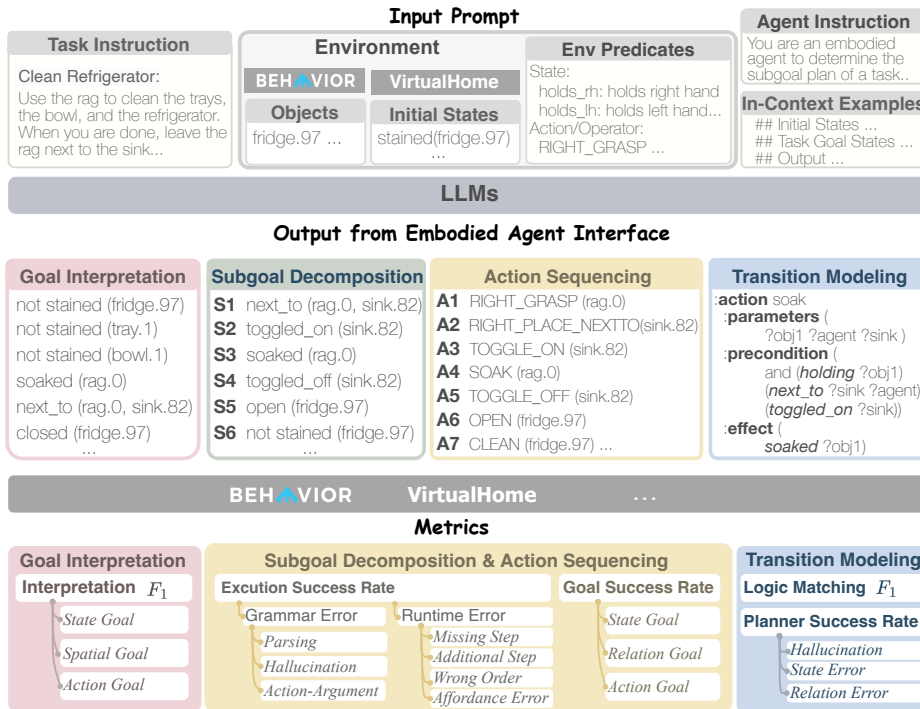 Input Prompt
Task Instruction
Clean Refrigerator:
Use the rag to clean the trays,
the bowl, and the refrigerator.
When you are done, leave the
rag next to the sink...
Environment
BEHAVIOR
VirtualHome
Objects
fridge.97 ...
Initial States
stained(fridge.97)
...
Env Predicates
State:
holds_rh: holds right hand
holds_lh: holds left hand...
Action/Operator:
RIGHT_GRASP ...
Agent Instruction
You are an embodied
agent to determine the
subgoal plan of a task..
In-Context Examples
## Initial States ...
## Task Goal States ...
## Output ...
LLMs
Output from Embodied Agent Interface
Goal Interpretation
not stained (fridge.97)
not stained (tray.1)
not stained (bowl.1)
soaked (rag.0)
next_to (rag.0, sink.82)
closed (fridge.97)
...
Subgoal Decomposition
S1 next_to (rag.0, sink.82)
S2 toggled_on (sink.82)
S3 soaked (rag.0)
S4 toggled_off (sink.82)
S5 open (fridge.97)
S6 not stained (fridge.97)
...
Action Sequencing
A1 RIGHT_GRASP (rag.0)
A2 RIGHT_PLACE_NEXTTO(sink.82)
A3 TOGGLE_ON (sink.82)
A4 SOAK (rag.0)
A5 TOGGLE_OFF (sink.82)
A6 OPEN (fridge.97)
A7 CLEAN (fridge.97) ...
Transition Modeling
:action soak
:parameters (
?obj1 ?agent ?sink )
:precondition (
and (holding ?obj1)
(next_to ?sink ?agent)
(toggled_on ?sink))
:effect (
soaked ?obj1)
BEHAVIOR VirtualHome ...
Metrics
Goal Interpretation
Interpretation F1
State Goal
Spatial Goal
Action Goal
Subgoal Decomposition & Action Sequencing
Excution Success Rate
Grammar Error
Parsing
Hallucination
Action-Argument
Runtime Error
Missing Step
Additional Step
Wrong Order
Affordance Error
Goal Success Rate
State Goal
Relation Goal
Action Goal
Transition Modeling
Logic Matching F1
Planner Success Rate
Hallucination
State Error
Relation Error